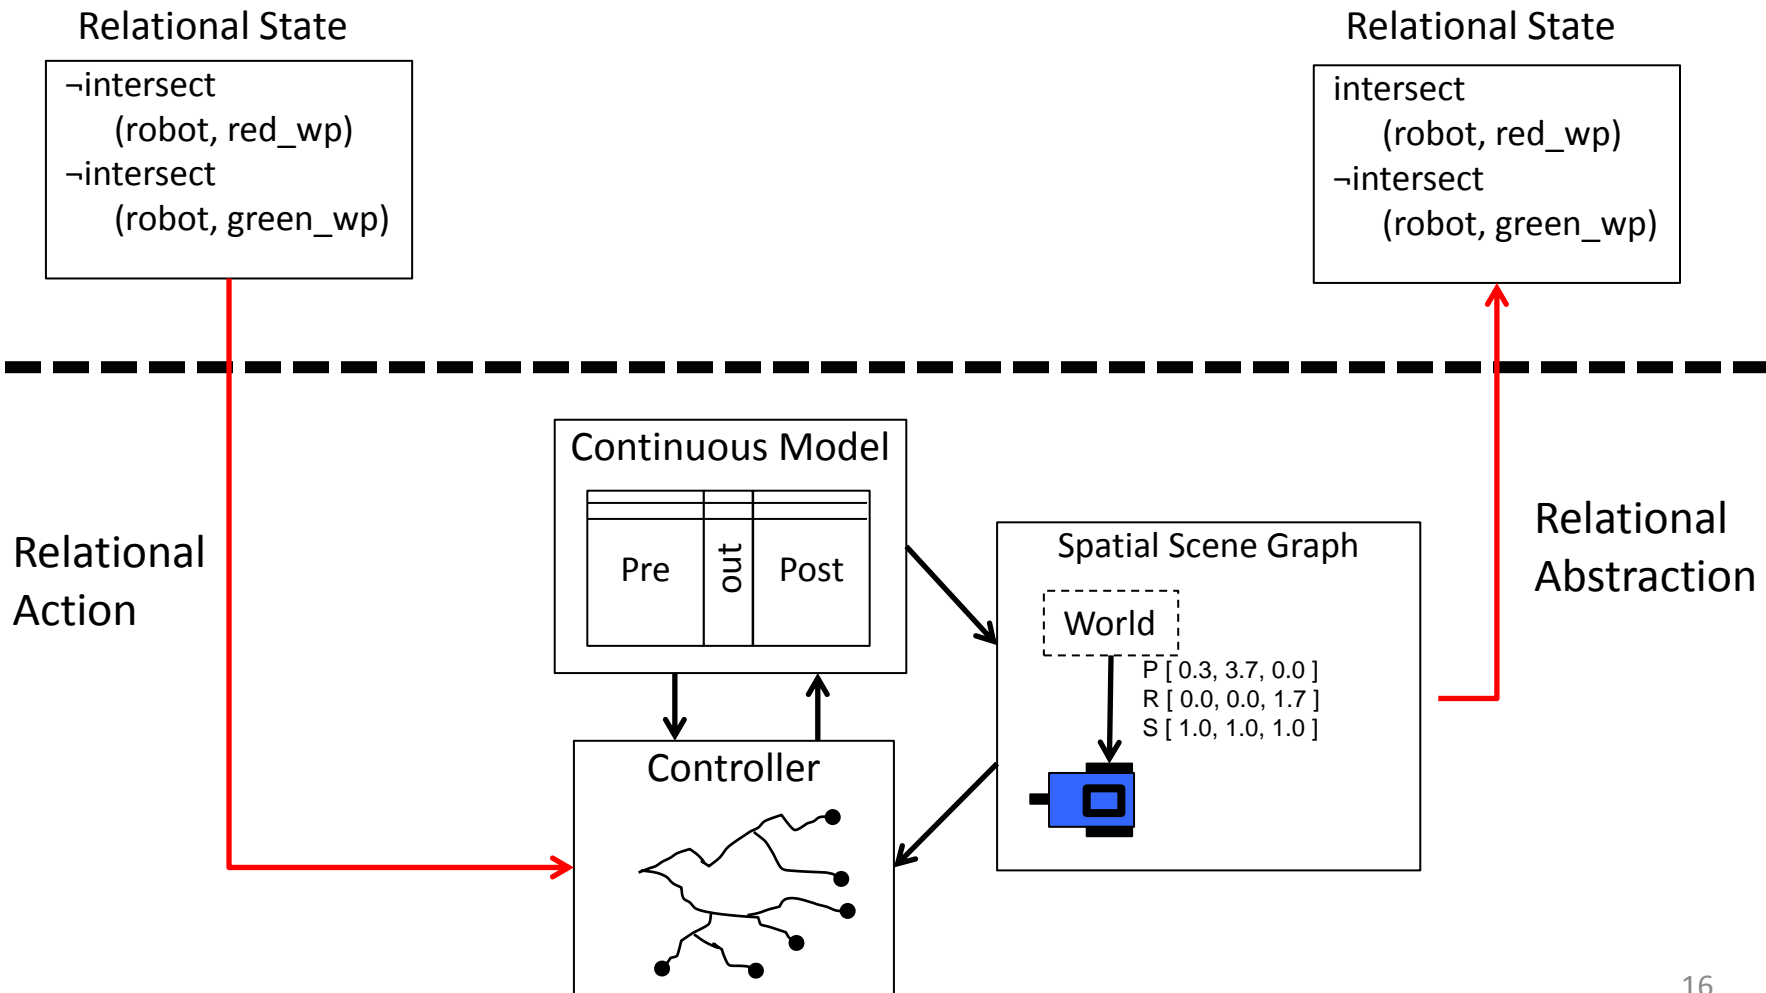 Relational State
¬intersect
(robot, red_wp)
¬intersect
(robot, green_wp)
Relational State
intersect
(robot, red_wp)
¬intersect
(robot, green_wp)
Relational
Action
Continuous Model
Pre
out
Post
Controller
Spatial Scene Graph
World
P [ 0.3, 3.7, 0.0 ]
R [ 0.0, 0.0, 1.7 ]
S [ 1.0, 1.0, 1.0 ]
Relational
Abstraction
16